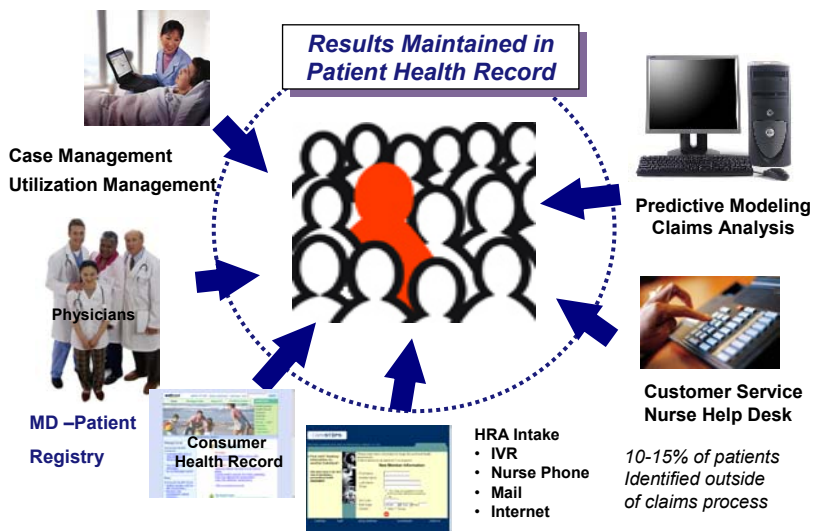 Results Maintained in
Patient Health Record
Case Management
Utilization Management
Predictive Modeling
Claims Analysis
Physicians
MD –Patient
Registry
Consumer
Health Record
HRA Intake
• IVR
• Nurse Phone
• Mail
• Internet
Customer Service
Nurse Help Desk
10-15% of patients
Identified outside
of claims process